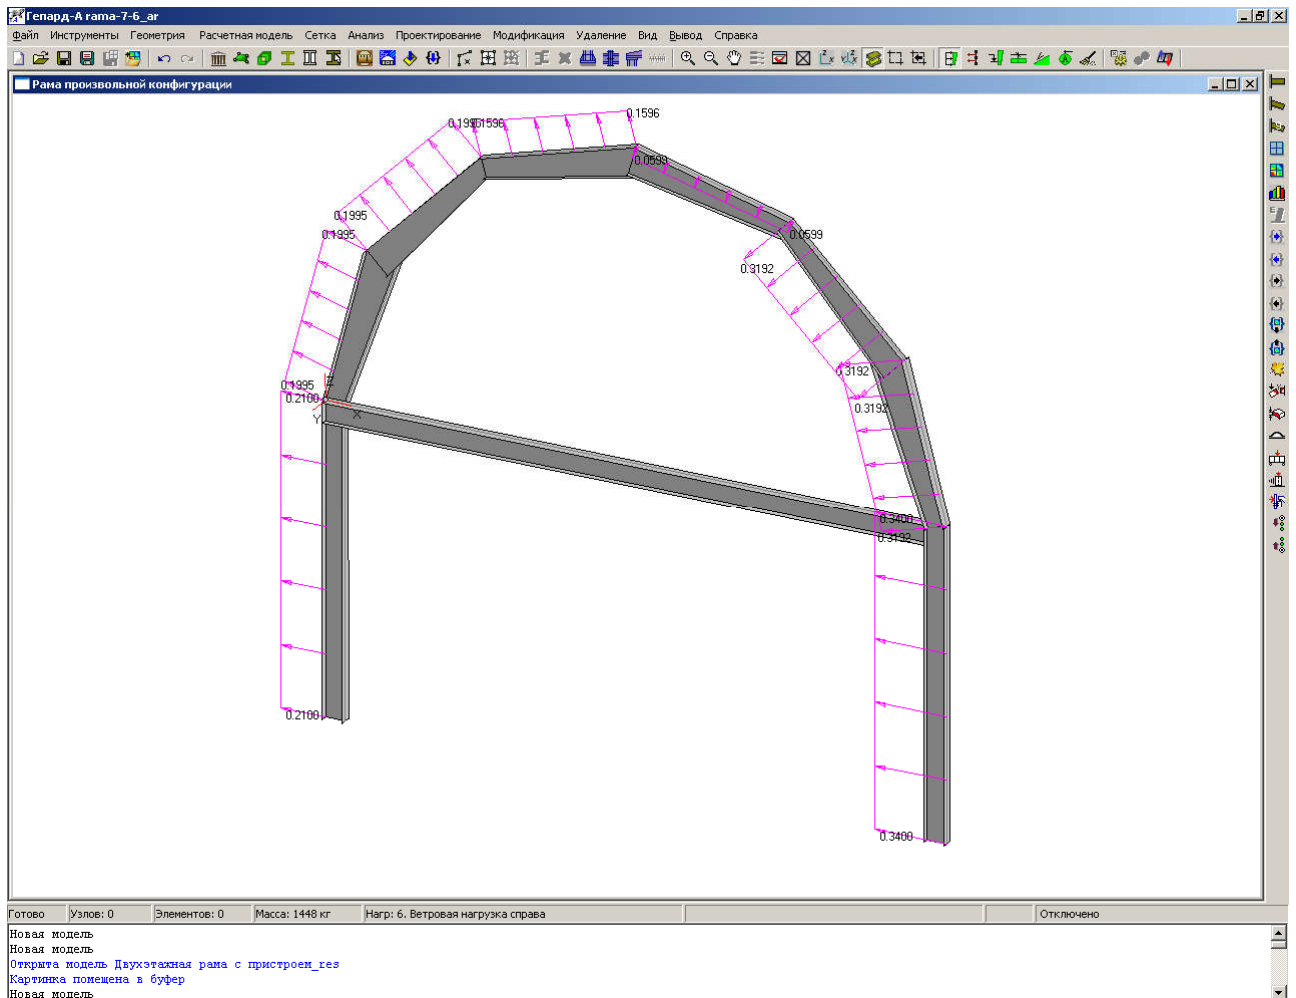 Гепард-А rama-7-6_ar
Файл Инструменты Геометрия Расчетная модель Сетка Анализ Проектирование Модификация Удаление Вид Вывод Справка
Рама произвольной конфигурации
0.1596
0.1995 0.1596
0.0599
0.1995
0.1995
0.0599
0.3192
0.3192
0.1995
0.2100
0.3192
Y X
0.3400
0.3192
0.2100
0.3400
Готово Узлов: 0 Элементов: 0 Масса: 1448 кг Нагр: 6. Ветровая нагрузка справа Отключено
Новая модель
Новая модель
Открыта модель Двухэтажная рама с пристроем_res
Картинка помещена в буфер
Новая модель